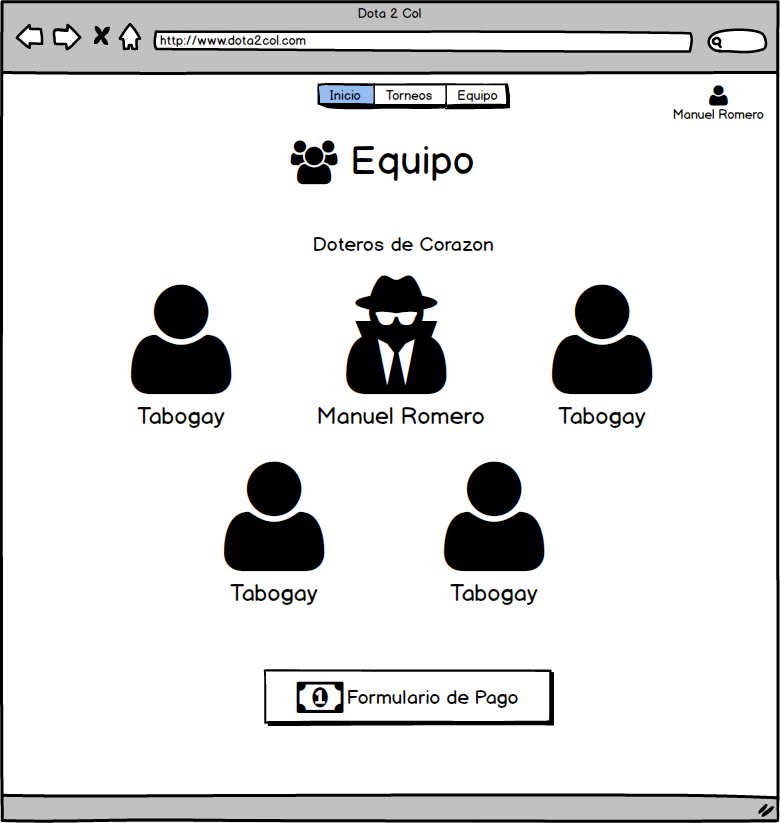 Dota 2 Col
http://www.dota2col.com
Inicio Torneos Equipo
Manuel Romero
Equipo
Doteros de Corazon
Tabogay Manuel Romero Tabogay
Tabogay Tabogay
1 Formulario de Pago